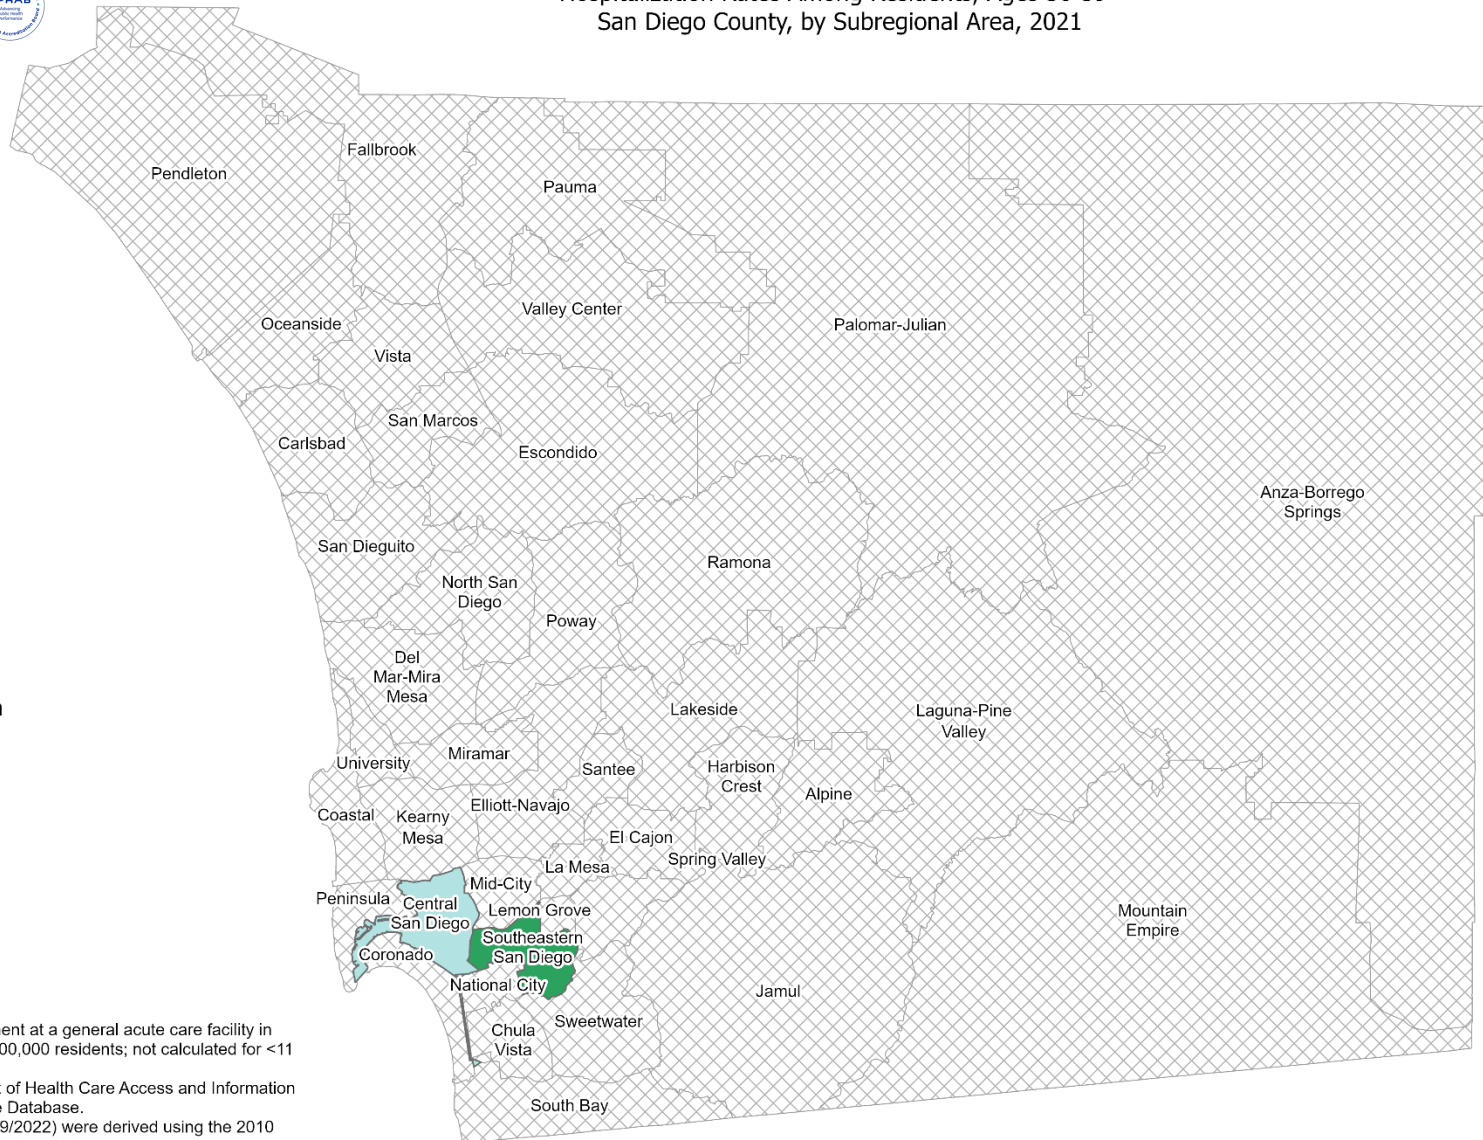 San Diego County, by Subregional Area, 2021
Advancing
Fallbrook
Pendleton
Pauma
Valley Center
Oceanside
Palomar-Julian
Vista
San Marcos
Carlsbad
Escondido
Anza-Borrego
Springs
San Dieguito
Ramona
North San
Diego
Poway
Del
Mar-Mira
Mesa
Lakeside
Laguna-Pine
Valley
University
Miramar
Santee
Harbison
Crest
Alpine
Coastal
Kearny
Mesa
Elliott-Navajo
El Cajon
Spring Valley
La Mesa
Mid-City
Peninsula
Central
San Diego
Lemon Grove
Mountain
Empire
Southeastern
San Diego
Coronado
National City
Jamul
Sweetwater
Chula
Vista
South Bay
ent at a general acute care facility in
00,000 residents; not calculated for <11
of Health Care Access and Information
Database.
9/2022) were derived using the 2010